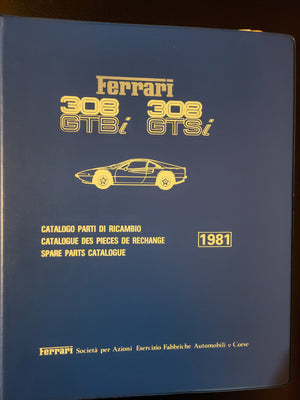 Ferrari
308 308
GTBi GTSi
CATALOGO PARTI DI RICAMBIO
CATALOGUE DES PIECES DE RECHANGE
SPARE PARTS CATALOGUE
1981
Ferrari Società per Azioni Esercizio Fabbriche Automobili e Corse